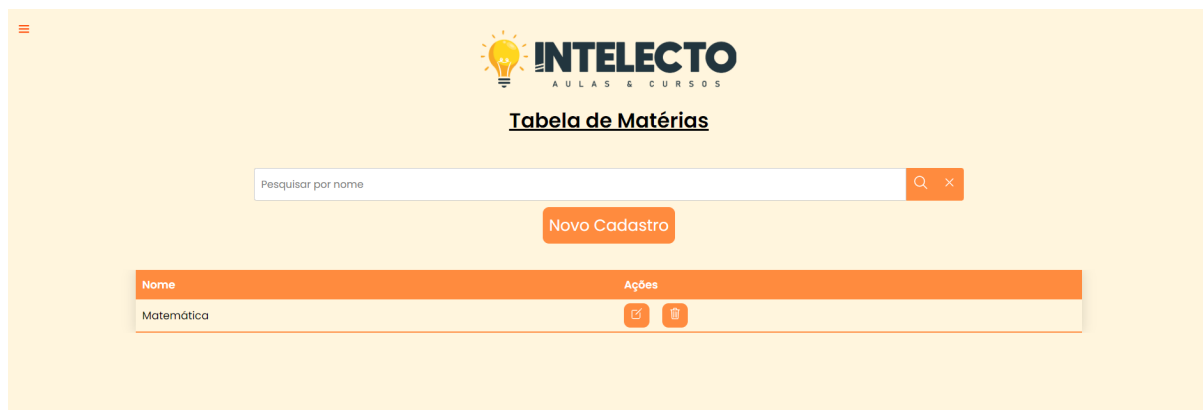 INTELECTO
AULAS & CURSOS
Tabela de Matérias
Pesquisar por nome
Novo Cadastro
Nome Ações
Matemática